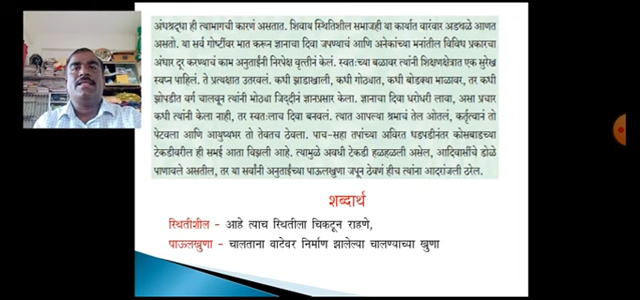 अंधश्रद्धा ही त्यामागची कारणं असतात. शिवाय स्थितिशील समाजही या कार्यात वारंवार अडथळे आणत
असतो. या सर्व गोष्टींवर मात करून ज्ञानाचा दिवा जपण्याचं आणि अनेकांच्या मनांतील विविध प्रकारचा
अंधार दूर करण्याचं काम अनुताईंनी निरपेक्ष वृत्तीनं केलं. स्वतःच्या बळावर त्यांनी शिक्षणक्षेत्रात एक सुरेख
स्वप्न पाहिलं. ते प्रत्यक्षात उतरवलं. कधी झाडाखाली, कधी गोठ्यात, कधी बोडक्या माळावर, तर कधी
झोपडीत वर्ग चालवून त्यांनी मोठ्या जिद्दीनं ज्ञानप्रसार केला. ज्ञानाचा दिवा घरोघरी लावा, असा प्रचार
कधी त्यांनी केला नाही, तर स्वतःलाच दिवा बनवलं. त्यात आपल्या श्रमाचं तेल ओतलं, कर्तृत्वानं तो
पेटवला आणि आयुष्यभर तो तेवतच ठेवला. पाच-सहा तपांच्या अविरत धडपडीनंतर कोसबाडच्या
टेकडीवरील ही समई आता विझली आहे. त्यामुळे अवघी टेकडी हळहळली असेल, आदिवासींचे डोळे
पाणावले असतील, तर या सर्वांनी अनुताईंच्या पाऊलखुणा जपून ठेवणं हीच त्यांना आदरांजली ठरेल.
शब्दार्थ
स्थितीशील - आहे त्याच स्थितीला चिकटून राहणे,
पाऊलखुणा - चालताना वाटेवर निर्माण झालेल्या चालण्याच्या खुणा